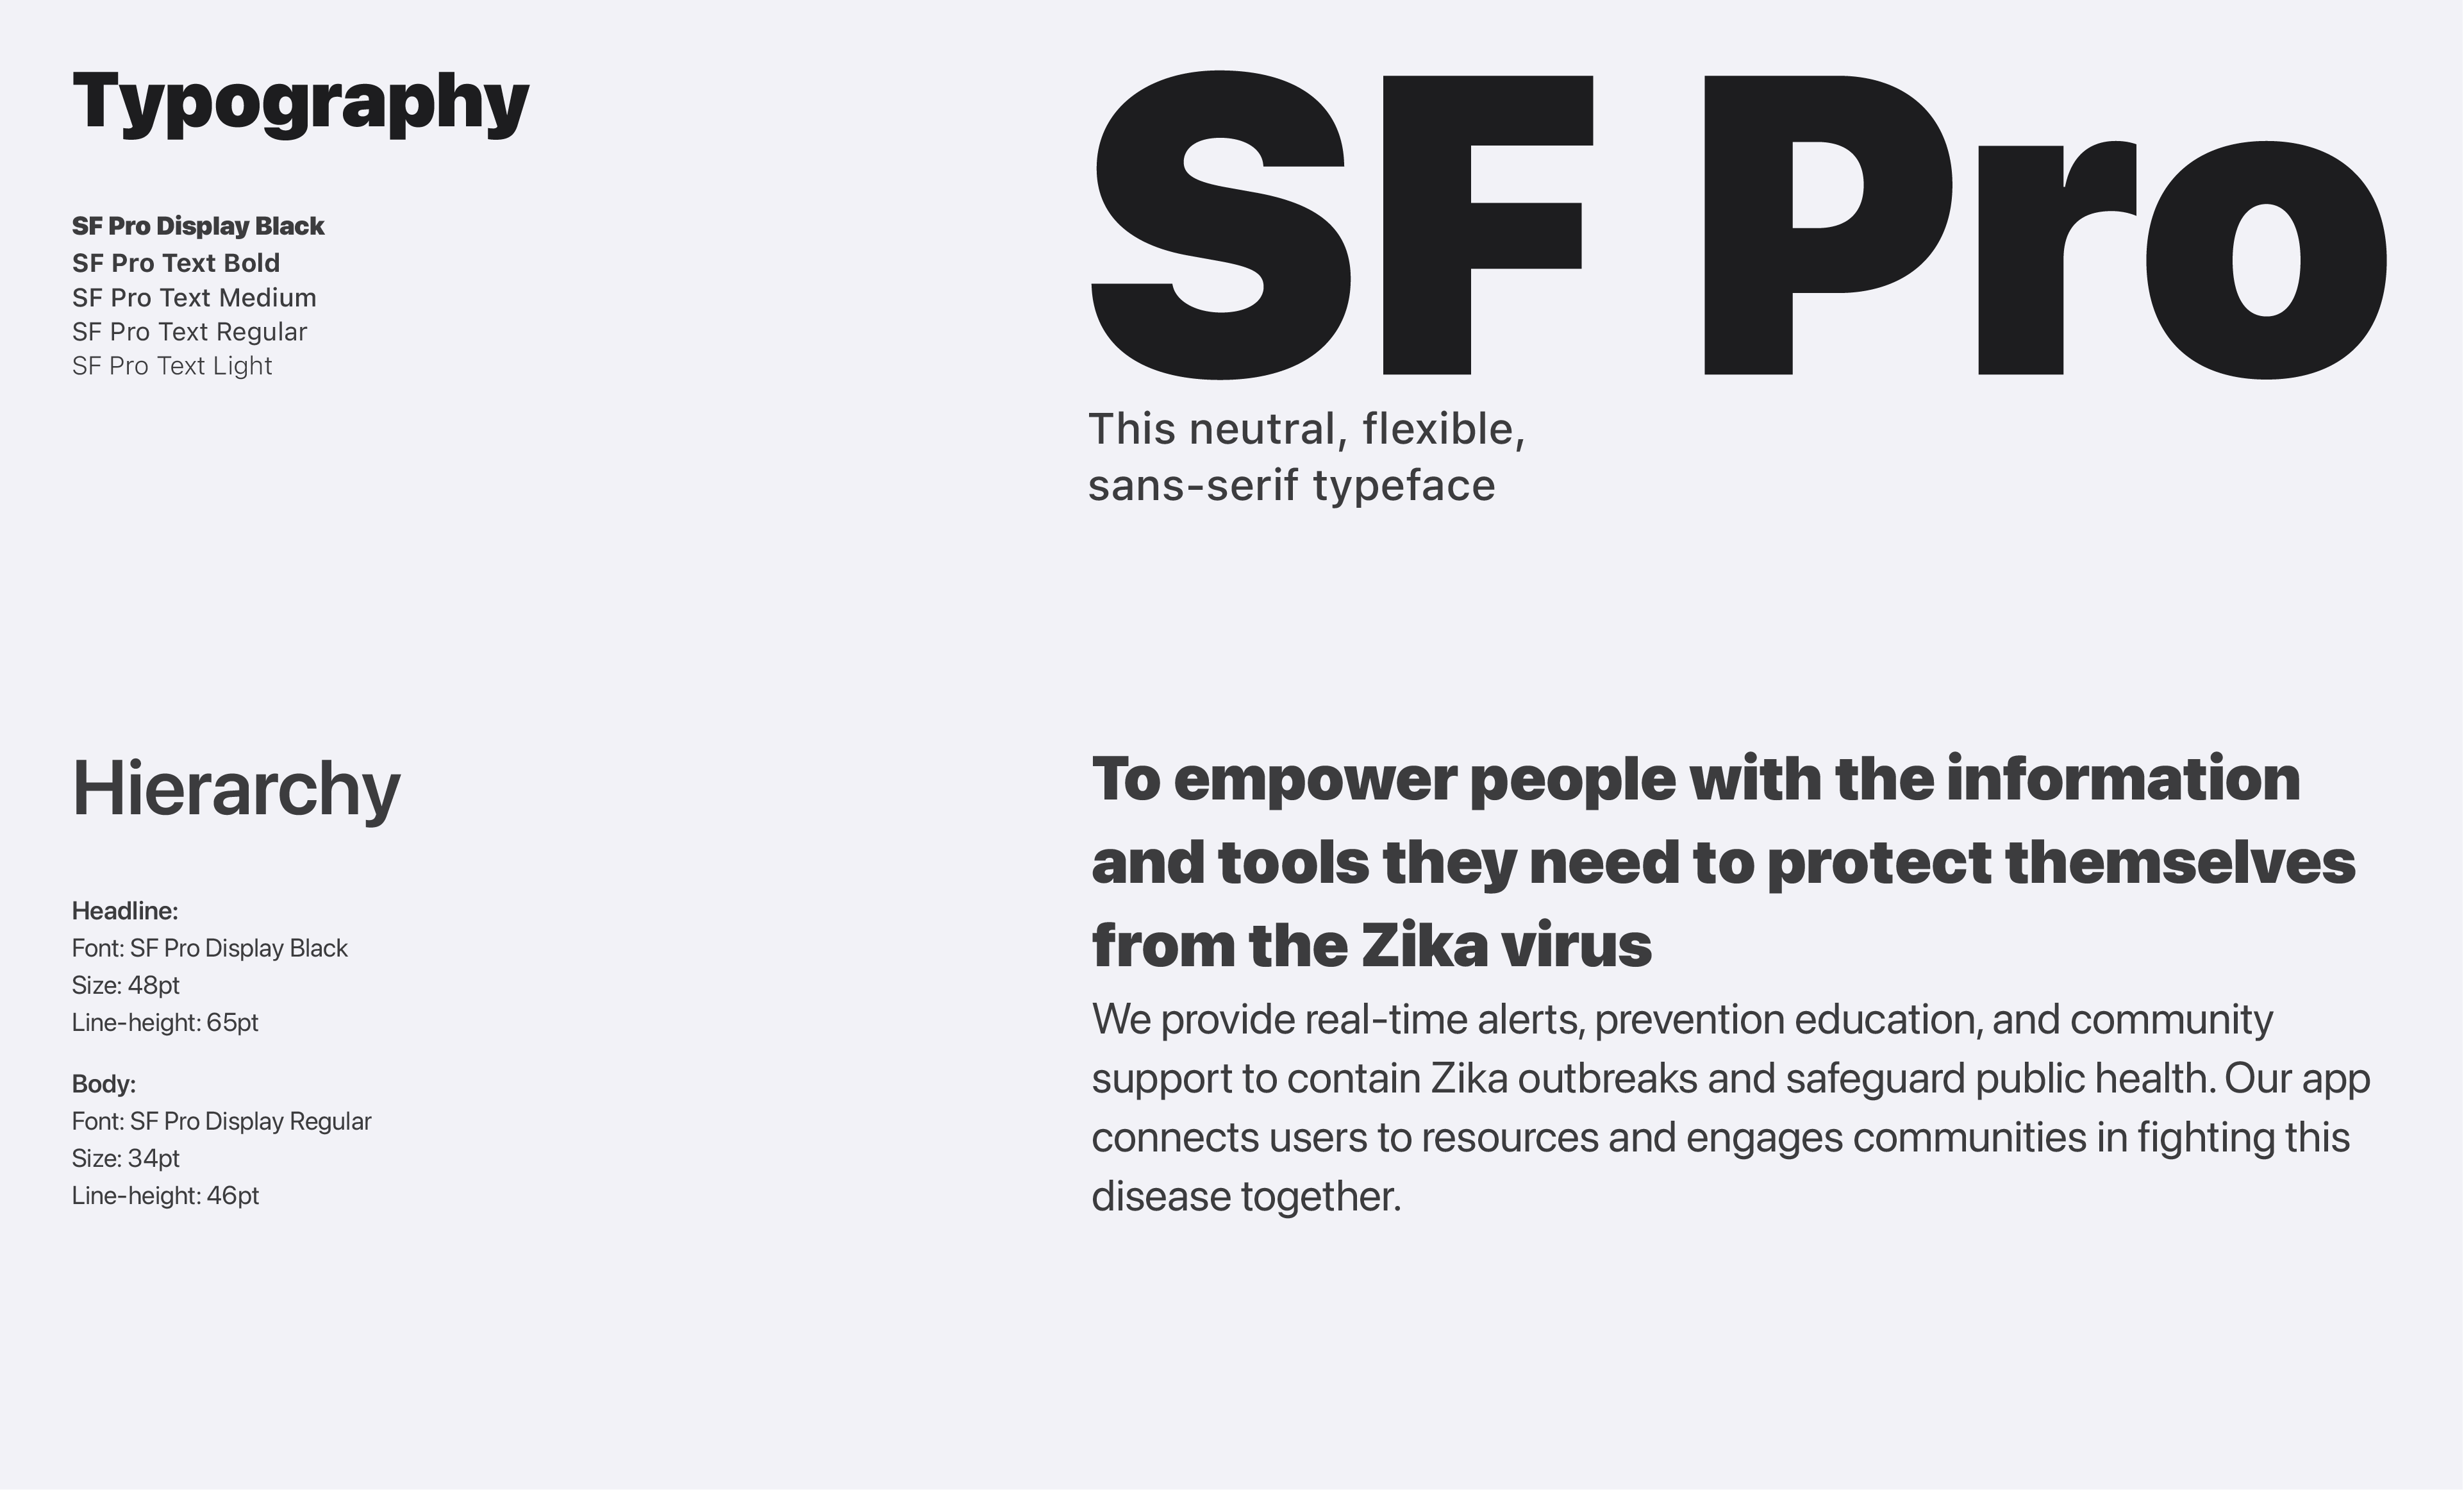 Typography
SF Pro Display Black
SF Pro Text Bold
SF Pro Text Medium
SF Pro Text Regular
SF Pro Text Light
SF Pro
This neutral, flexible,
sans-serif typeface
Hierarchy
Headline:
Font: SF Pro Display Black
Size: 48pt
Line-height: 65pt
Body:
Font: SF Pro Display Regular
Size: 34pt
Line-height: 46pt
To empower people with the information
and tools they need to protect themselves
from the Zika virus
We provide real-time alerts, prevention education, and community
support to contain Zika outbreaks and safeguard public health. Our app
connects users to resources and engages communities in fighting this
disease together.